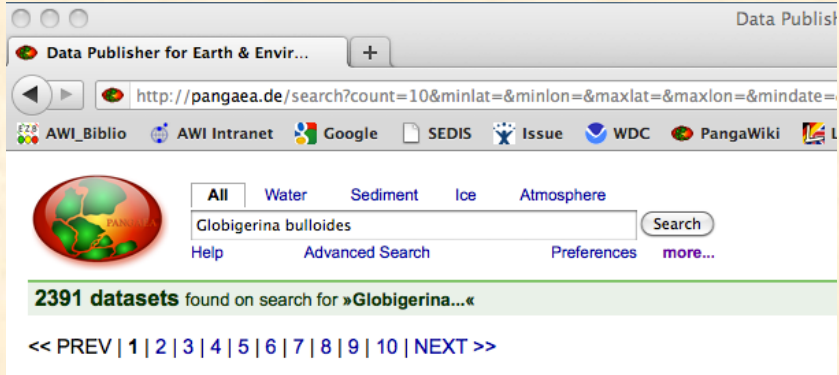 Data Publish
Data Publisher for Earth & Envir... +
http://pangaea.de/search?count=10&minlat=&minlon=&maxlat=&maxlon=&mindate=
EZB AWI_Biblio AWI Intranet Google SEDIS Issue WDC PangaWiki L
All Water Sediment Ice Atmosphere
PANGAEA
Globigerina bulloides Search
Help Advanced Search Preferences more...
2391 datasets found on search for »Globigerina...«
<< PREV | 1 | 2 | 3 | 4 | 5 | 6 | 7 | 8 | 9 | 10 | NEXT >>